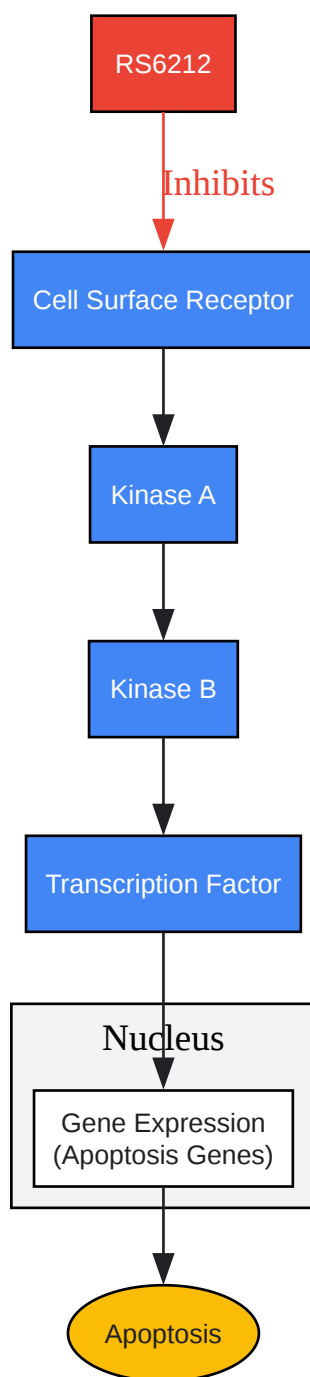 RS6212
Inhibits
Cell Surface Receptor
Kinase A
Kinase B
Transcription Factor
Nucleus
Gene Expression
(Apoptosis Genes)
Apoptosis